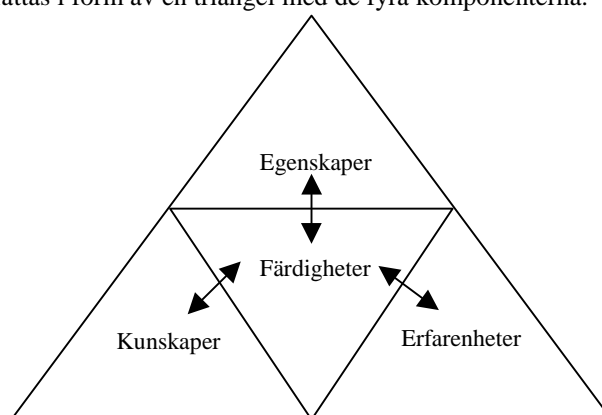 attas i form av en triangel med de fyra komponenterna.
Egenskaper
Färdigheter
Kunskaper
Erfarenheter